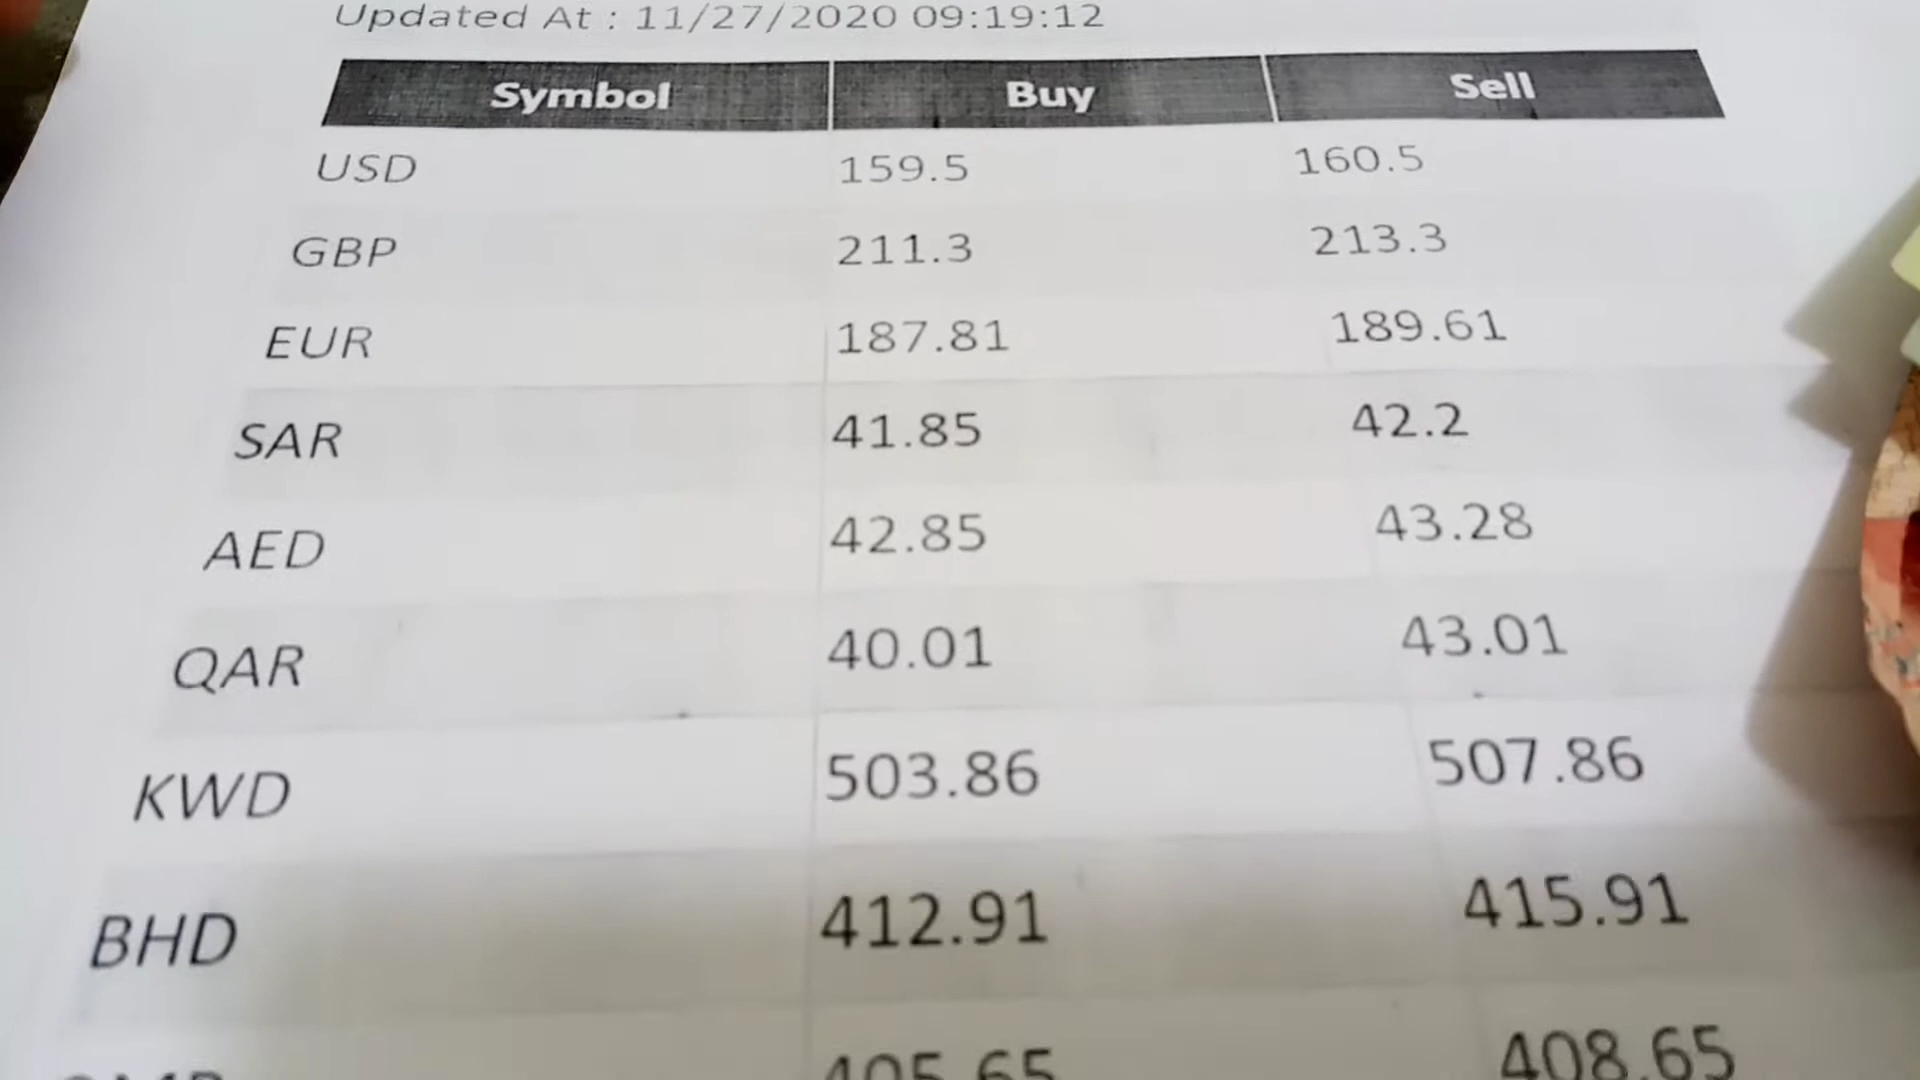 Updated At : 11/27/2020 09:19:12
Symbol Buy Sell
USD 159.5 160.5
GBP 211.3 213.3
EUR 187.81 189.61
SAR 41.85 42.2
AED 42.85 43.28
QAR 40.01 43.01
KWD 503.86 507.86
BHD 412.91 415.91
405.65 408.65